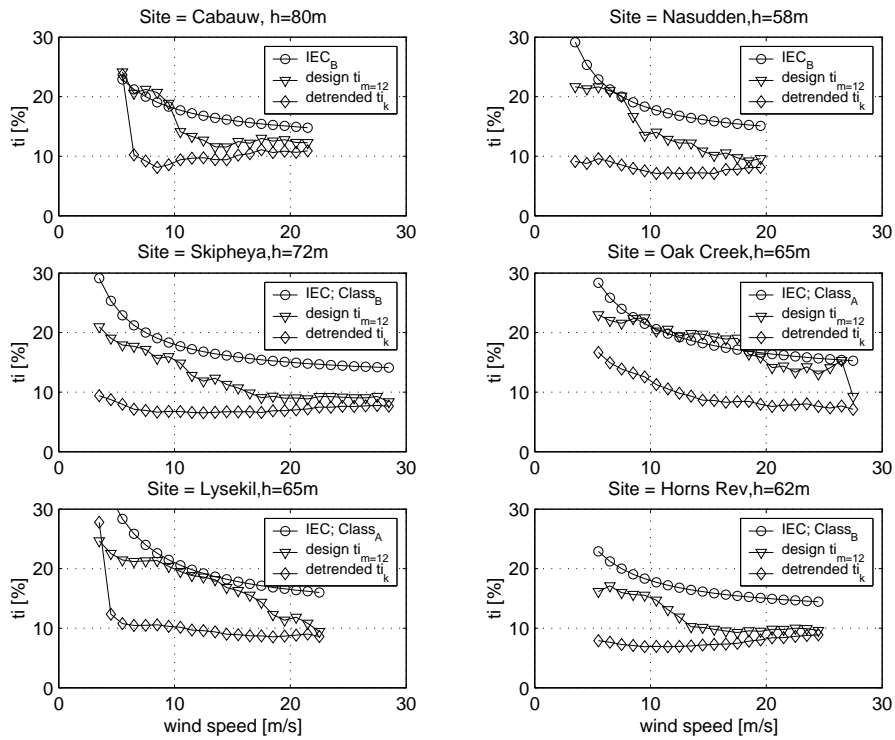 Site = Cabauw, h=80m
30
20
10
0
0
10
20
30
ti [%]
IEC_B
design ti_m=12
detrended ti_k
Site = Nasudden,h=58m
30
20
10
0
0
10
20
30
ti [%]
IEC_B
design ti_m=12
detrended ti_k
Site = Skipheya,h=72m
30
20
10
0
0
10
20
30
ti [%]
IEC; Class_B
design ti_m=12
detrended ti_k
Site = Oak Creek,h=65m
30
20
10
0
0
10
20
30
ti [%]
IEC; Class_A
design ti_m=12
detrended ti_k
Site = Lysekil,h=65m
30
20
10
0
0
10
20
30
ti [%]
wind speed [m/s]
IEC; Class_A
design ti_m=12
detrended ti_k
Site = Horns Rev,h=62m
30
20
10
0
0
10
20
30
ti [%]
wind speed [m/s]
IEC; Class_B
design ti_m=12
detrended ti_k